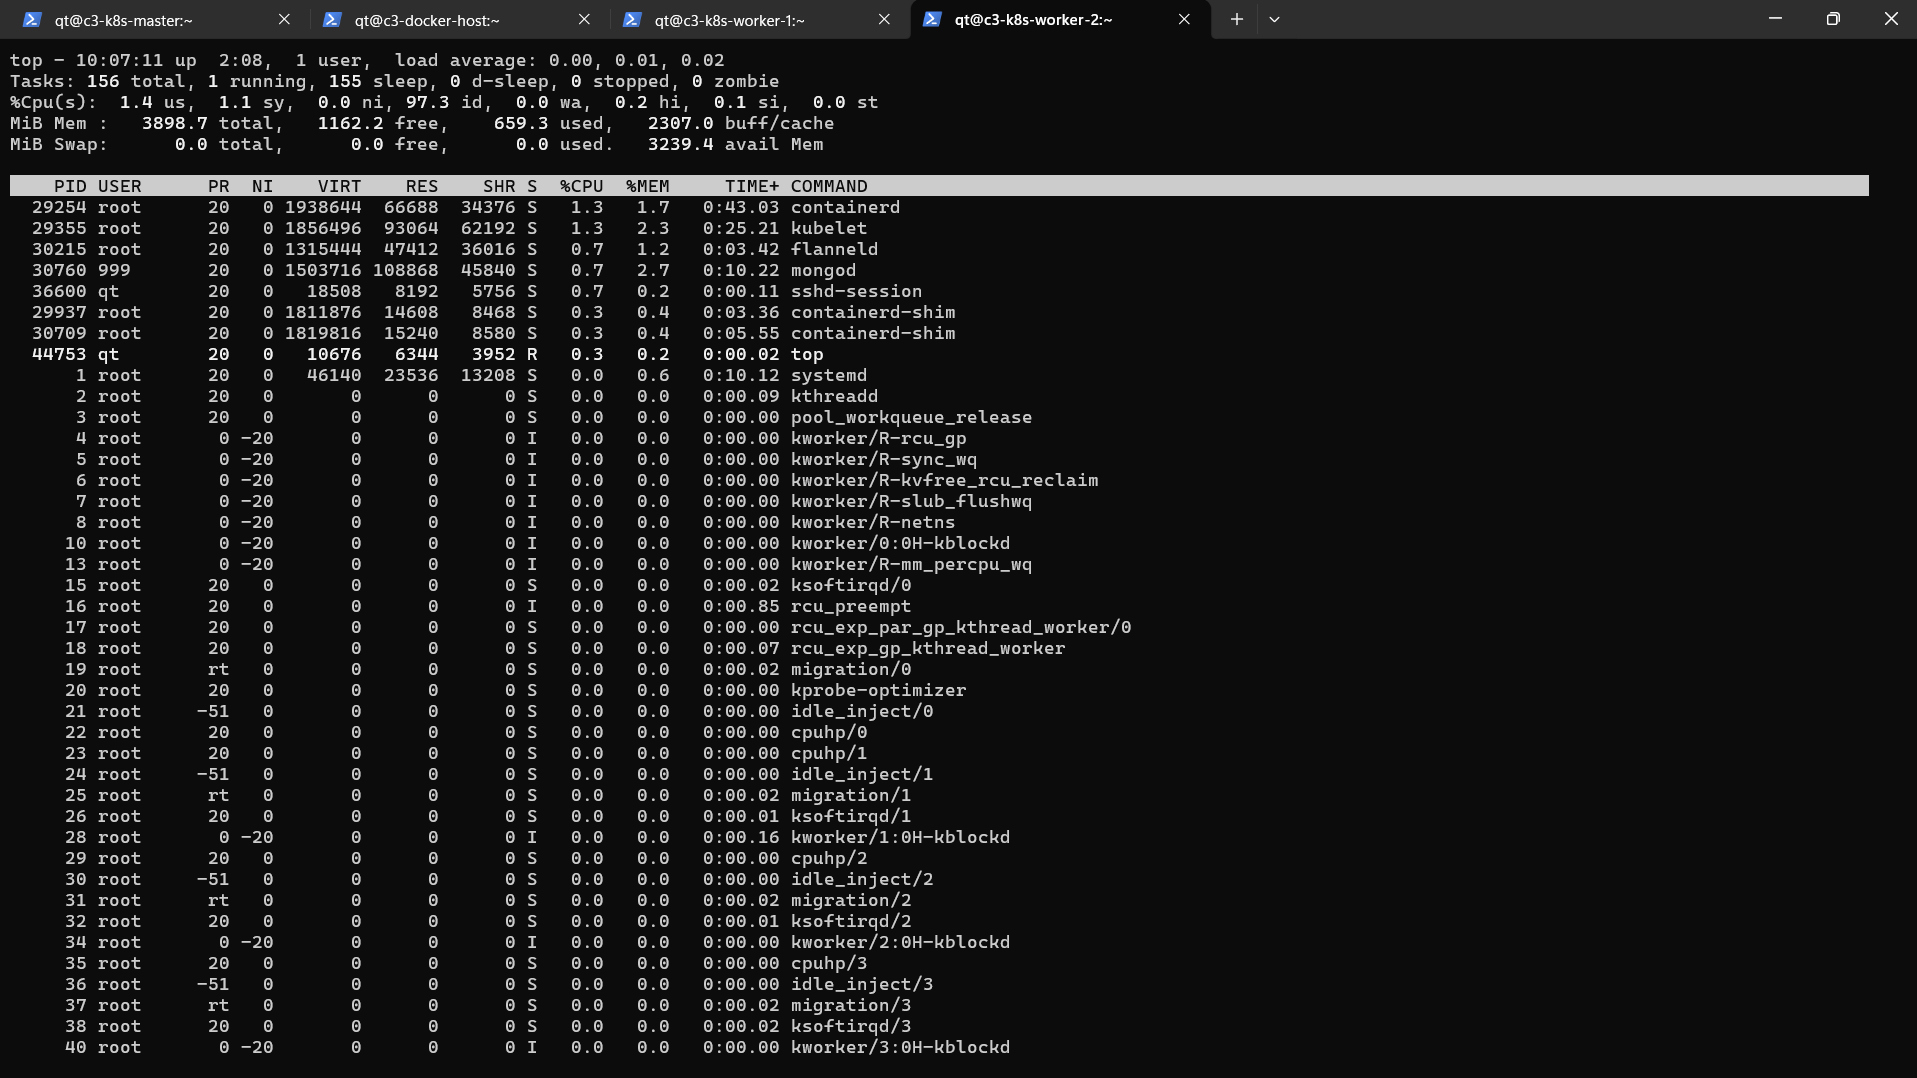 qt@c3-k8s-master:~ qt@c3-docker-host:~ qt@c3-k8s-worker-1:~ qt@c3-k8s-worker-2:~
top - 10:07:11 up  2:08,  1 user,  load average: 0.00, 0.01, 0.02
Tasks: 156 total, 1 running, 155 sleep, 0 d-sleep, 0 stopped, 0 zombie
%Cpu(s):  1.4 us,  1.1 sy,  0.0 ni, 97.3 id,  0.0 wa,  0.2 hi,  0.1 si,  0.0 st
MiB Mem :   3898.7 total,   1162.2 free,    659.3 used,   2307.0 buff/cache
MiB Swap:      0.0 total,      0.0 free,      0.0 used.   3239.4 avail Mem
PID USER PR NI VIRT RES SHR S %CPU %MEM TIME+ COMMAND
29254 root 20 0 1938644 66688 34376 S 1.3 1.7 0:43.03 containerd
29355 root 20 0 1856496 93064 62192 S 1.3 2.3 0:25.21 kubelet
30215 root 20 0 1315444 47412 36016 S 0.7 1.2 0:03.42 flanneld
30760 999 20 0 1503716 108868 45840 S 0.7 2.7 0:10.22 mongod
36600 qt 20 0 18508 8192 5756 S 0.7 0.2 0:00.11 sshd-session
29937 root 20 0 1811876 14608 8468 S 0.3 0.4 0:03.36 containerd-shim
30709 root 20 0 1819816 15240 8580 S 0.3 0.4 0:05.55 containerd-shim
44753 qt 20 0 10676 6344 3952 R 0.3 0.2 0:00.02 top
1 root 20 0 46140 23536 13208 S 0.0 0.6 0:10.12 systemd
2 root 20 0 0 0 0 S 0.0 0.0 0:00.09 kthreadd
3 root 20 0 0 0 0 S 0.0 0.0 0:00.00 pool_workqueue_release
4 root 0 -20 0 0 0 I 0.0 0.0 0:00.00 kworker/R-rcu_gp
5 root 0 -20 0 0 0 I 0.0 0.0 0:00.00 kworker/R-sync_wq
6 root 0 -20 0 0 0 I 0.0 0.0 0:00.00 kworker/R-kvfree_rcu_reclaim
7 root 0 -20 0 0 0 I 0.0 0.0 0:00.00 kworker/R-slub_flushwq
8 root 0 -20 0 0 0 I 0.0 0.0 0:00.00 kworker/R-netns
10 root 0 -20 0 0 0 I 0.0 0.0 0:00.00 kworker/0:0H-kblockd
13 root 0 -20 0 0 0 I 0.0 0.0 0:00.00 kworker/R-mm_percpu_wq
15 root 20 0 0 0 0 S 0.0 0.0 0:00.02 ksoftirqd/0
16 root 20 0 0 0 0 I 0.0 0.0 0:00.85 rcu_preempt
17 root 20 0 0 0 0 S 0.0 0.0 0:00.00 rcu_exp_par_gp_kthread_worker/0
18 root 20 0 0 0 0 S 0.0 0.0 0:00.07 rcu_exp_gp_kthread_worker
19 root rt 0 0 0 0 S 0.0 0.0 0:00.02 migration/0
20 root 20 0 0 0 0 S 0.0 0.0 0:00.00 kprobe-optimizer
21 root -51 0 0 0 0 S 0.0 0.0 0:00.00 idle_inject/0
22 root 20 0 0 0 0 S 0.0 0.0 0:00.00 cpuhp/0
23 root 20 0 0 0 0 S 0.0 0.0 0:00.00 cpuhp/1
24 root -51 0 0 0 0 S 0.0 0.0 0:00.00 idle_inject/1
25 root rt 0 0 0 0 S 0.0 0.0 0:00.02 migration/1
26 root 20 0 0 0 0 S 0.0 0.0 0:00.01 ksoftirqd/1
28 root 0 -20 0 0 0 I 0.0 0.0 0:00.16 kworker/1:0H-kblockd
29 root 20 0 0 0 0 S 0.0 0.0 0:00.00 cpuhp/2
30 root -51 0 0 0 0 S 0.0 0.0 0:00.00 idle_inject/2
31 root rt 0 0 0 0 S 0.0 0.0 0:00.02 migration/2
32 root 20 0 0 0 0 S 0.0 0.0 0:00.01 ksoftirqd/2
34 root 0 -20 0 0 0 I 0.0 0.0 0:00.00 kworker/2:0H-kblockd
35 root 20 0 0 0 0 S 0.0 0.0 0:00.00 cpuhp/3
36 root -51 0 0 0 0 S 0.0 0.0 0:00.00 idle_inject/3
37 root rt 0 0 0 0 S 0.0 0.0 0:00.02 migration/3
38 root 20 0 0 0 0 S 0.0 0.0 0:00.02 ksoftirqd/3
40 root 0 -20 0 0 0 I 0.0 0.0 0:00.00 kworker/3:0H-kblockd